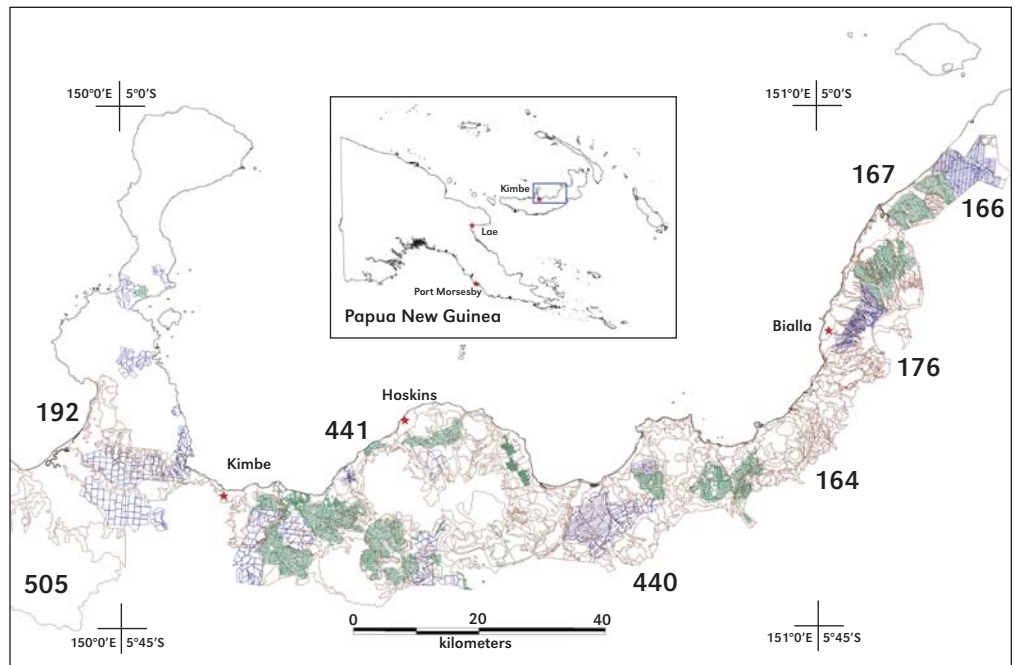 150°0'E 5°0'S
151°0'E 5°0'S
Kimbe
Lae
Port Morsesby
Papua New Guinea
167
166
Bialla
176
192
Hoskins
441
Kimbe
164
505
440
0 20 40
kilometers
150°0'E 5°45'S
151°0'E 5°45'S